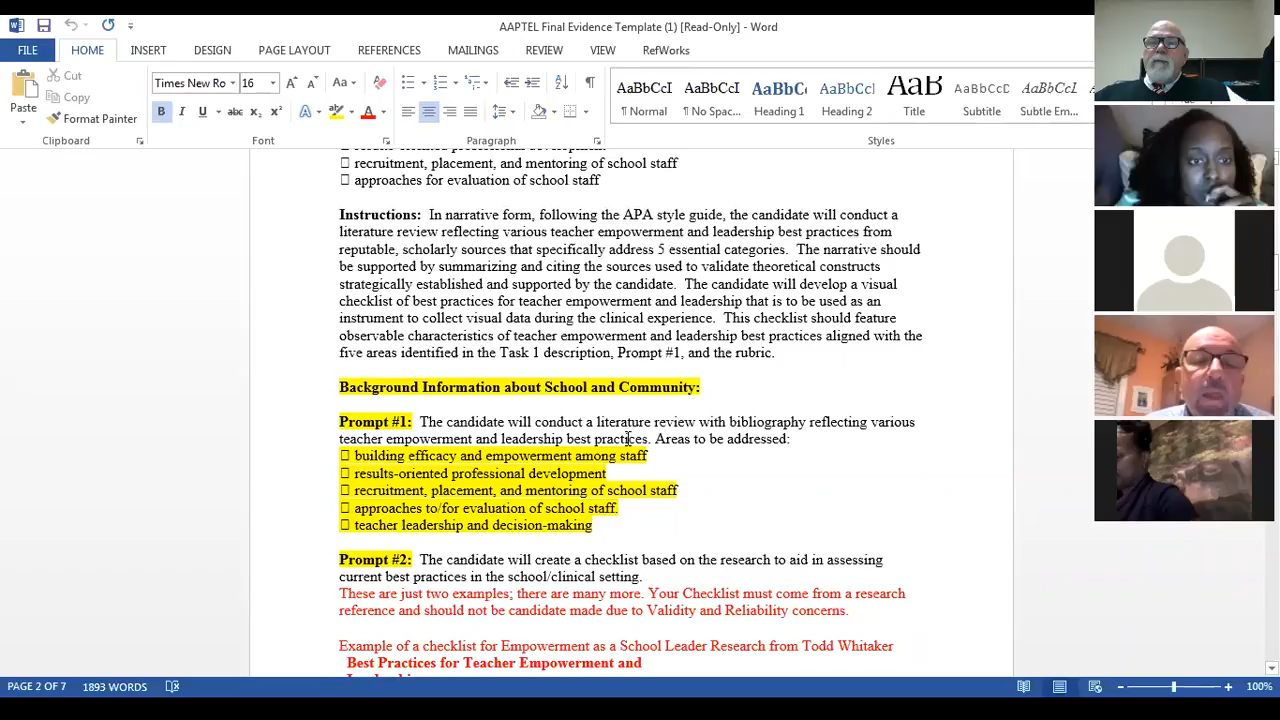 AAPTEL Final Evidence Template (1) [Read-Only] - Word
FILE HOME INSERT DESIGN PAGE LAYOUT REFERENCES MAILINGS REVIEW VIEW RefWorks
Cut
Copy
Format Painter
Paste
Times New Ro 16
Clipboard Font Paragraph Styles
AaBbCcI AaBbCcI AaBbCc AaBbCcI AaB AaBbCcD AaBbCcI
¶ Normal ¶ No Spac... Heading 1 Heading 2 Title Subtitle Subtle Em...
recruitment, placement, and mentoring of school staff
approaches for evaluation of school staff
Instructions: In narrative form, following the APA style guide, the candidate will conduct a
literature review reflecting various teacher empowerment and leadership best practices from
reputable, scholarly sources that specifically address 5 essential categories. The narrative should
be supported by summarizing and citing the sources used to validate theoretical constructs
strategically established and supported by the candidate. The candidate will develop a visual
checklist of best practices for teacher empowerment and leadership that is to be used as an
instrument to collect visual data during the clinical experience. This checklist should feature
observable characteristics of teacher empowerment and leadership best practices aligned with the
five areas identified in the Task 1 description, Prompt #1, and the rubric.
Background Information about School and Community:
Prompt #1: The candidate will conduct a literature review with bibliography reflecting various
teacher empowerment and leadership best practices. Areas to be addressed:
building efficacy and empowerment among staff
results-oriented professional development
recruitment, placement, and mentoring of school staff
approaches to/for evaluation of school staff.
teacher leadership and decision-making
Prompt #2: The candidate will create a checklist based on the research to aid in assessing
current best practices in the school/clinical setting.
These are just two examples; there are many more. Your Checklist must come from a research
reference and should not be candidate made due to Validity and Reliability concerns.
Example of a checklist for Empowerment as a School Leader Research from Todd Whitaker
Best Practices for Teacher Empowerment and
PAGE 2 OF 7 1893 WORDS 100%